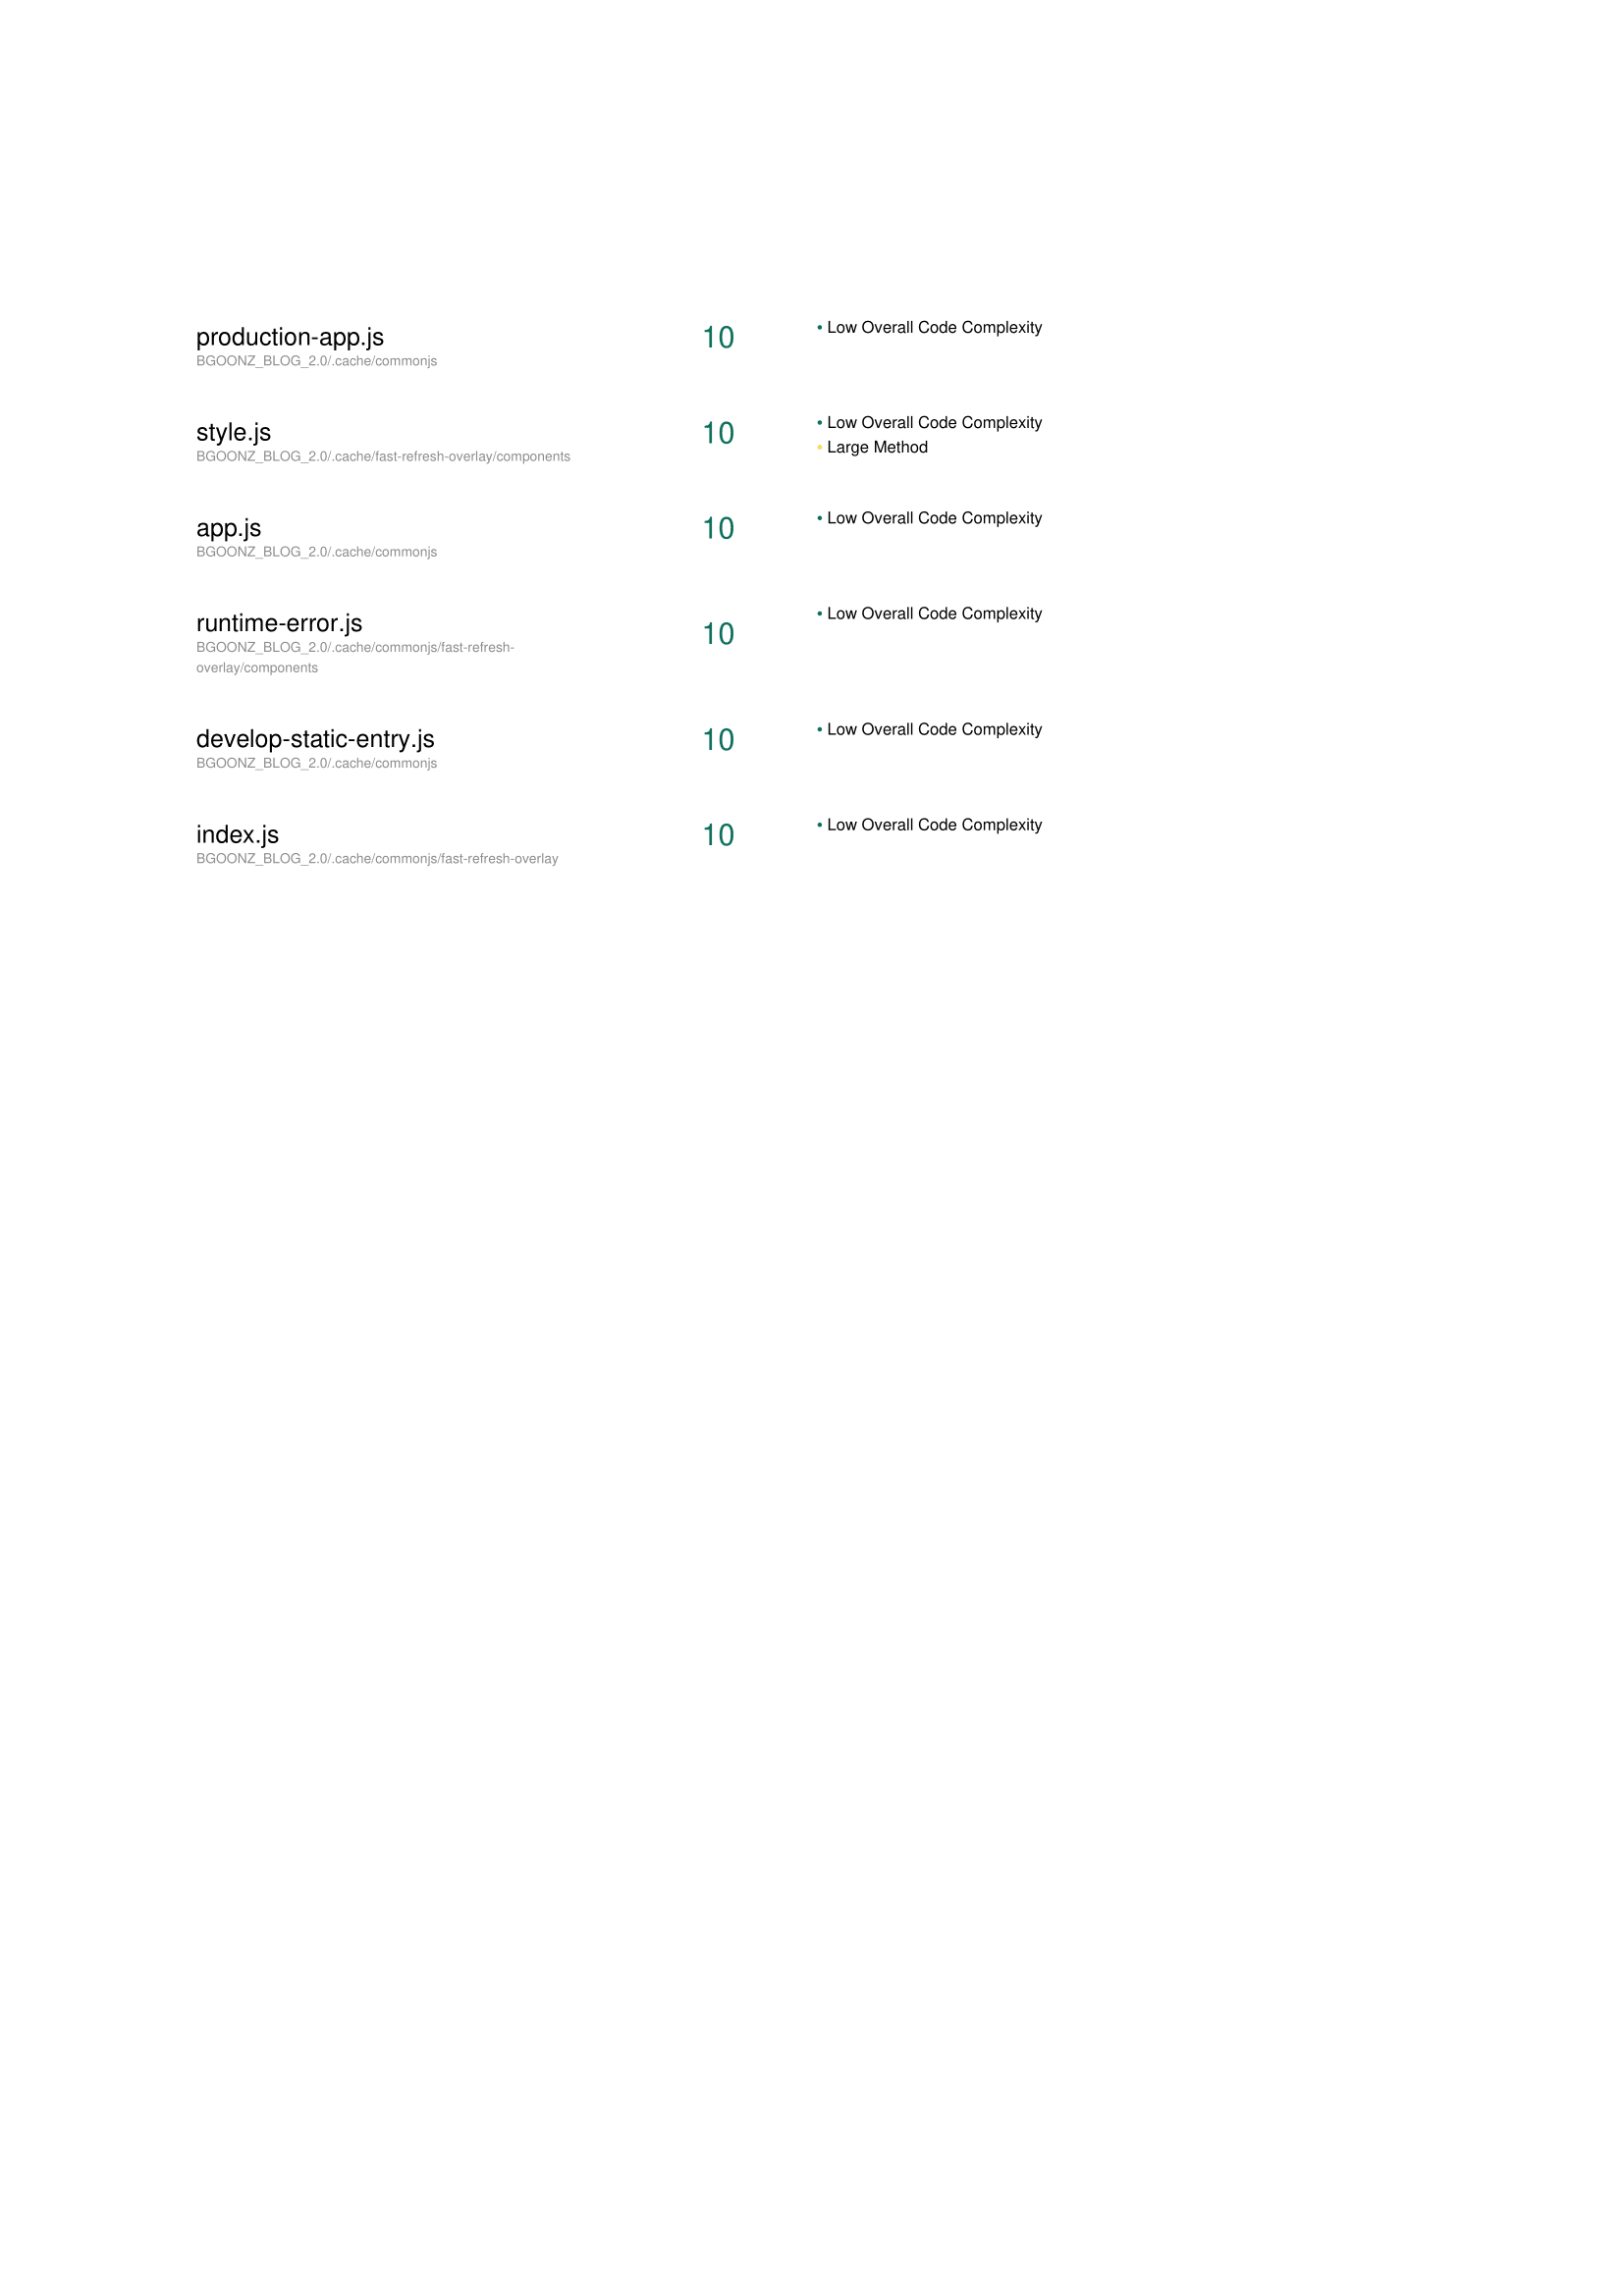 production-app.js
BGOONZ_BLOG_2.0/.cache/commonjs
10
• Low Overall Code Complexity
style.js
BGOONZ_BLOG_2.0/.cache/fast-refresh-overlay/components
10
• Low Overall Code Complexity
• Large Method
app.js
BGOONZ_BLOG_2.0/.cache/commonjs
10
• Low Overall Code Complexity
runtime-error.js
BGOONZ_BLOG_2.0/.cache/commonjs/fast-refresh-
overlay/components
10
• Low Overall Code Complexity
develop-static-entry.js
BGOONZ_BLOG_2.0/.cache/commonjs
10
• Low Overall Code Complexity
index.js
BGOONZ_BLOG_2.0/.cache/commonjs/fast-refresh-overlay
10
• Low Overall Code Complexity